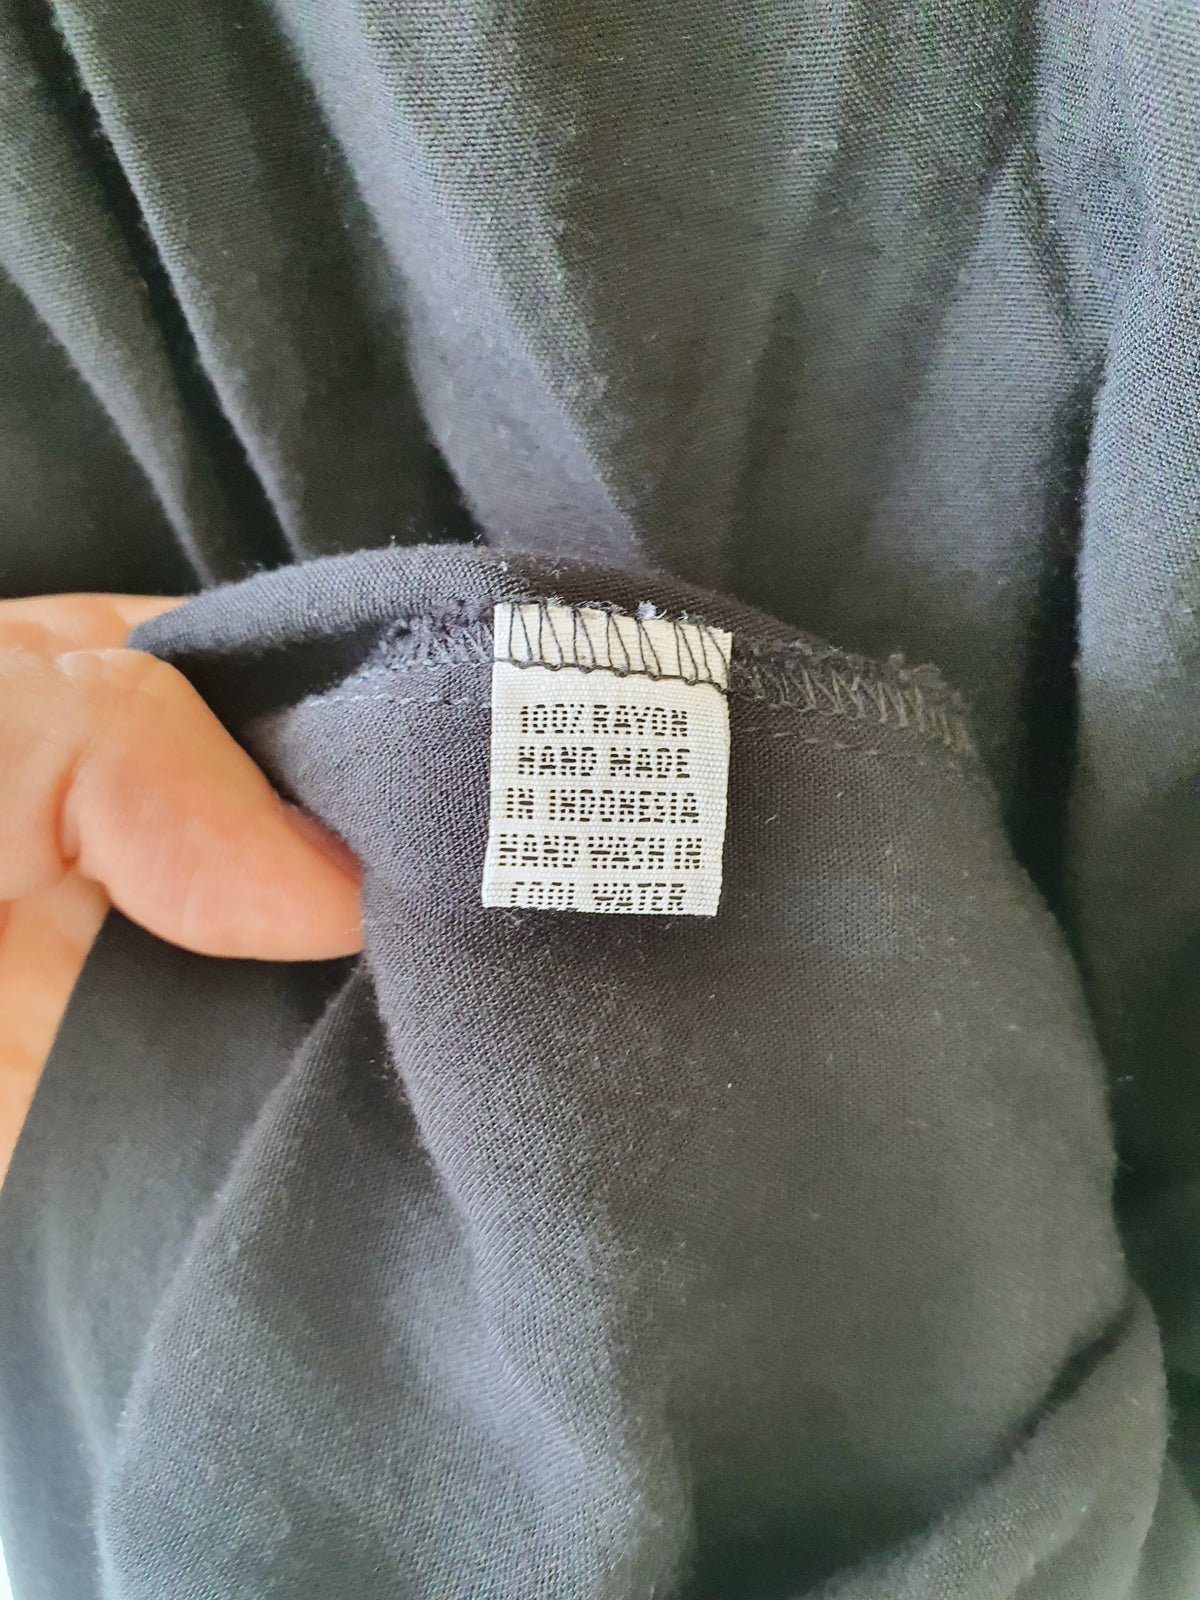 100% RAYON
HAND MADE
IN INDONESIA
HAND WASH IN
COOL WATER